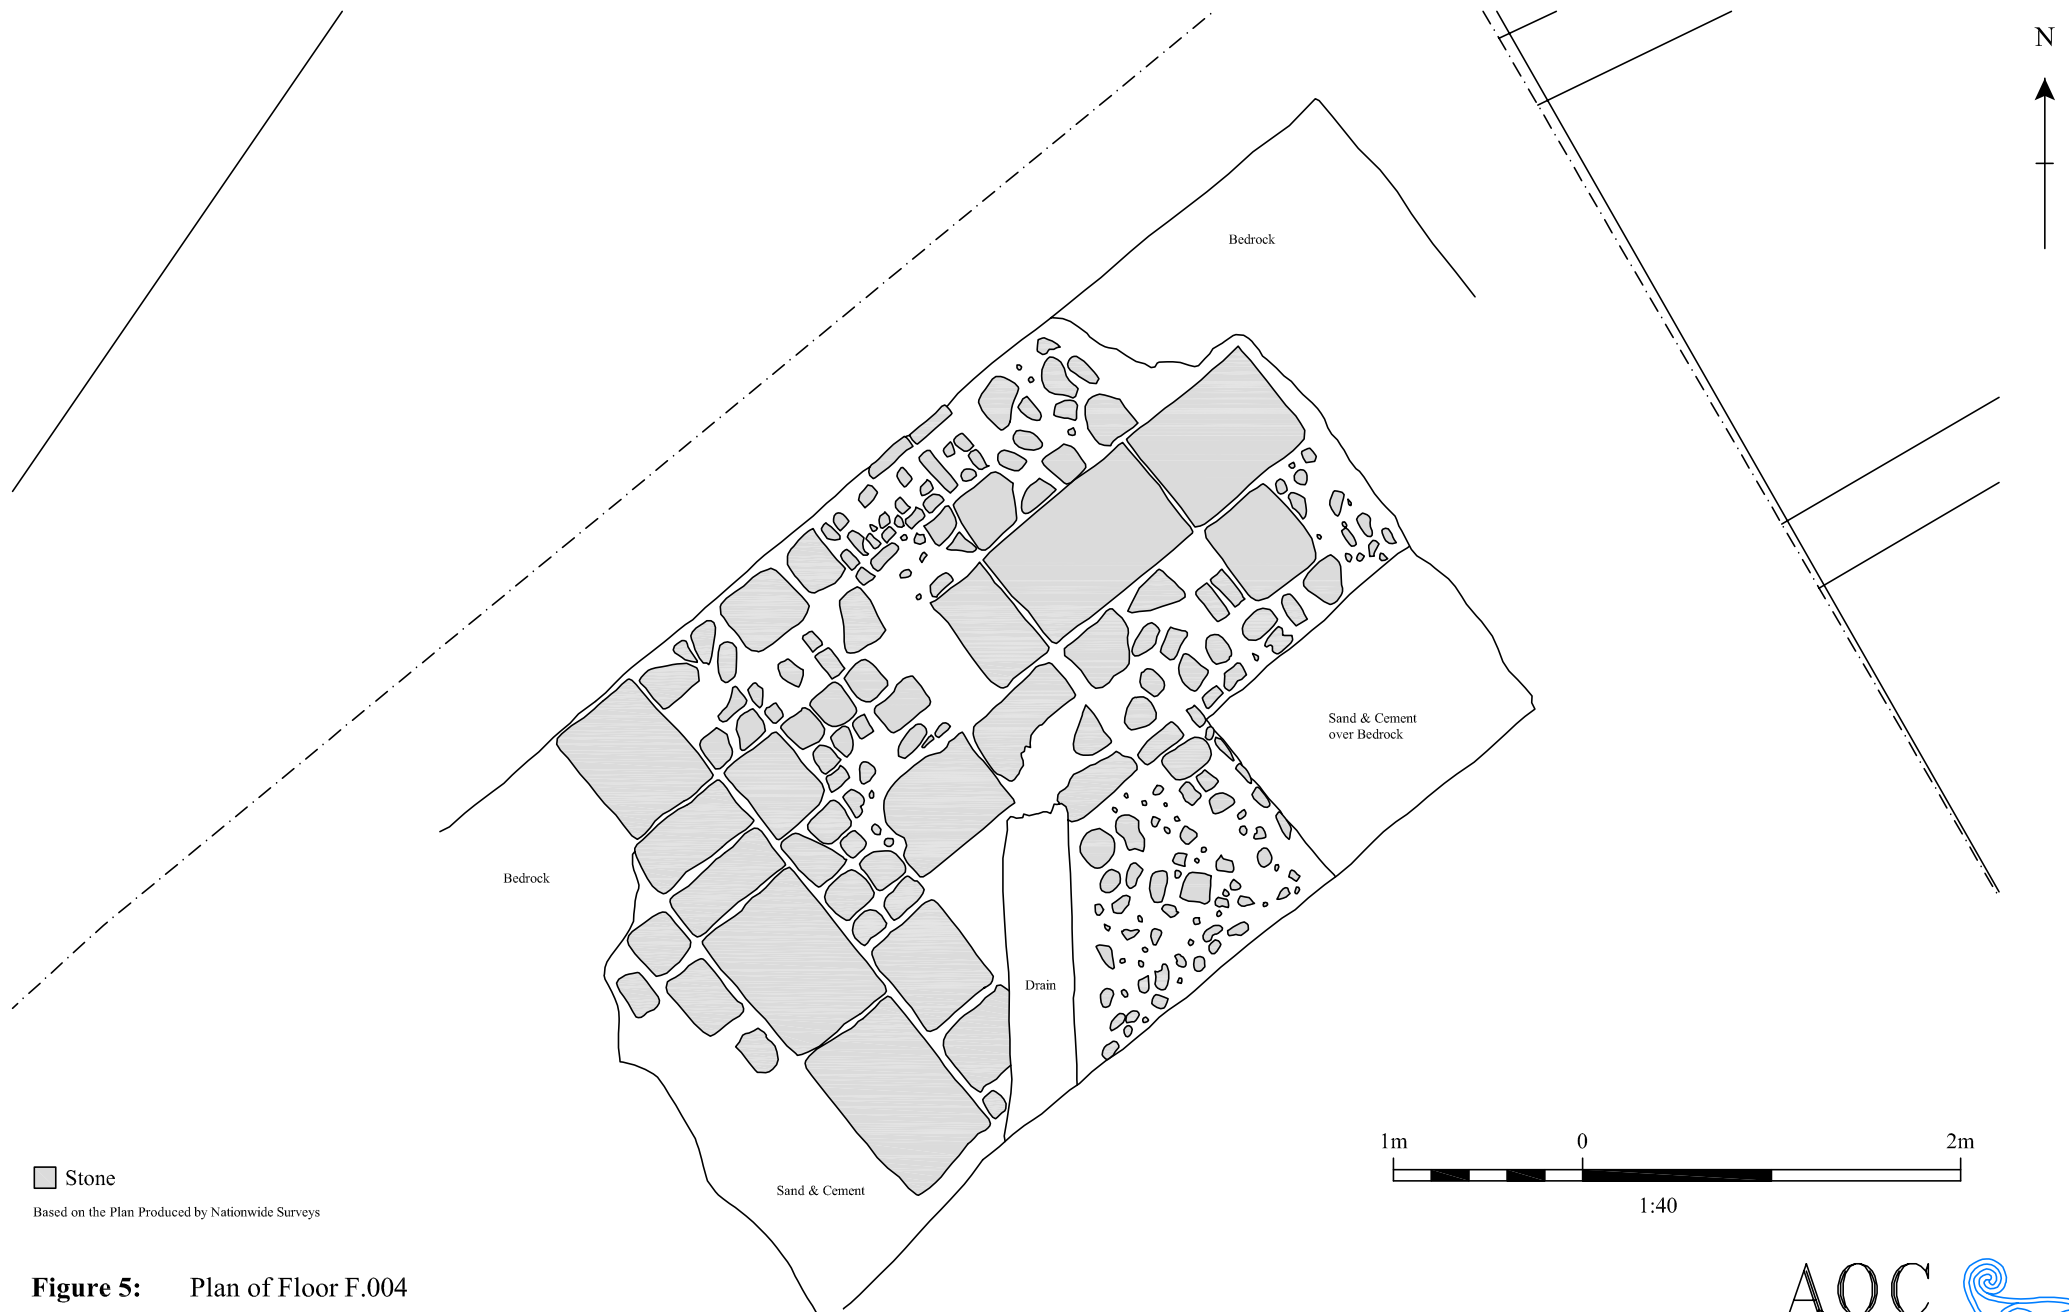 N
Bedrock
Sand & Cement
over Bedrock
Bedrock
Drain
1m 0 2m
Stone
Sand & Cement
1:40
Based on the Plan Produced by Nationwide Surveys
Figure 5: Plan of Floor F.004
AOC